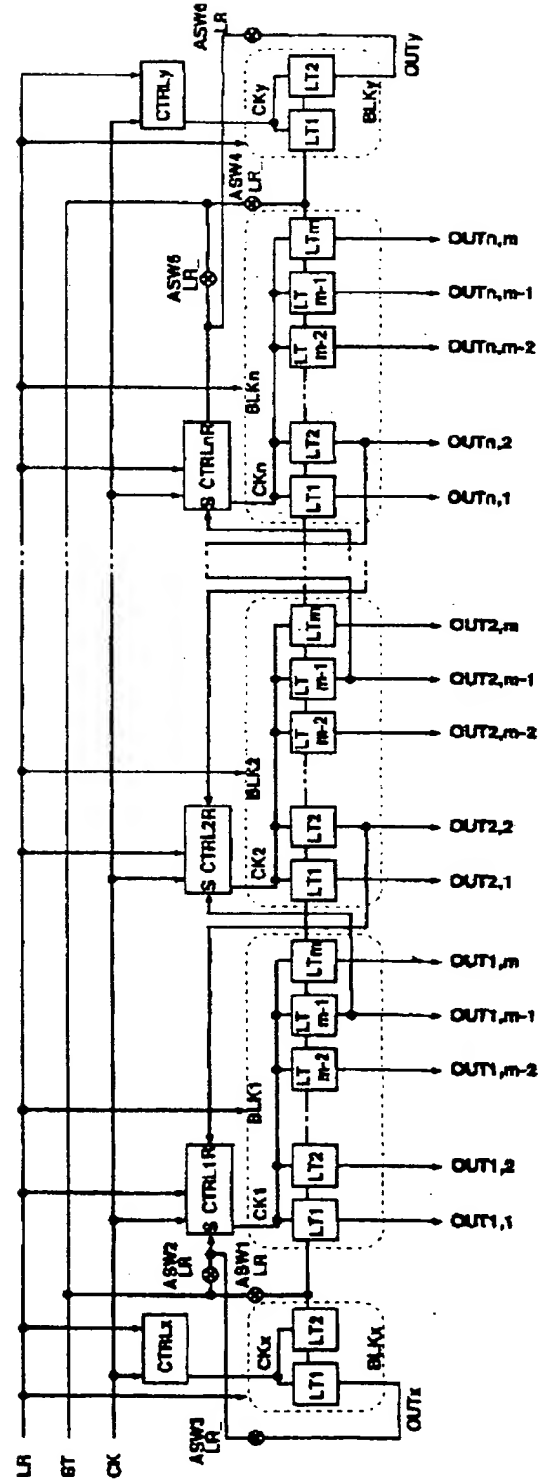 LR
ST
CK
CTRLx
ASW3
LR_
ASW2
LR
ASW1
LR
CKx
LT1
LT2
BLKx
OUTx
S CTRL1R
BLK1
CK1
LT1
LT2
LT
m-2
LT
m-1
LTm
OUT1,1
OUT1,2
OUT1,m-2
OUT1,m-1
OUT1,m
S CTRL2R
BLK2
CK2
LT1
LT2
LT
m-2
LT
m-1
LTm
OUT2,1
OUT2,2
OUT2,m-2
OUT2,m-1
OUT2,m
S CTRLnR
BLKn
CKn
LT1
LT2
LT
m-2
LT
m-1
LTm
OUTn,1
OUTn,2
OUTn,m-2
OUTn,m-1
OUTn,m
ASW5
LR_
ASW4
LR_
ASW6
LR
CTRLy
CKy
LT1
LT2
BLKy
OUTy